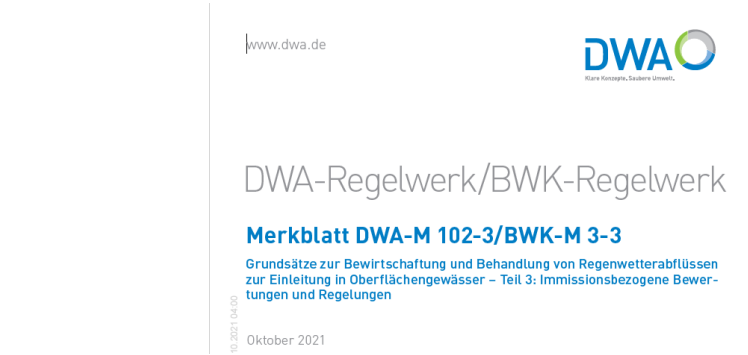 www.dwa.de
DWA
Klare Konzepte. Saubere Umwelt.
DWA-Regelwerk/BWK-Regelwerk
Merkblatt DWA-M 102-3/BWK-M 3-3
Grundsätze zur Bewirtschaftung und Behandlung von Regenwetterabflüssen
zur Einleitung in Oberflächengewässer – Teil 3: Immissionsbezogene Bewer-
tungen und Regelungen
10.2021 04:00
Oktober 2021